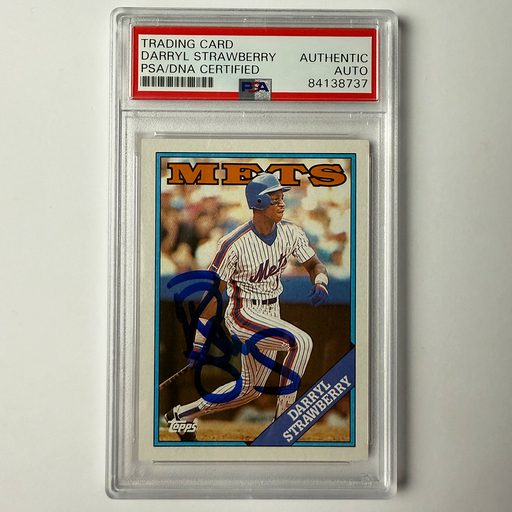 TRADING CARD
DARRYL STRAWBERRY
PSA/DNA CERTIFIED
AUTHENTIC
AUTO
84138737
PSA
METS
Mets
Topps
DARRYL
STRAWBERRY